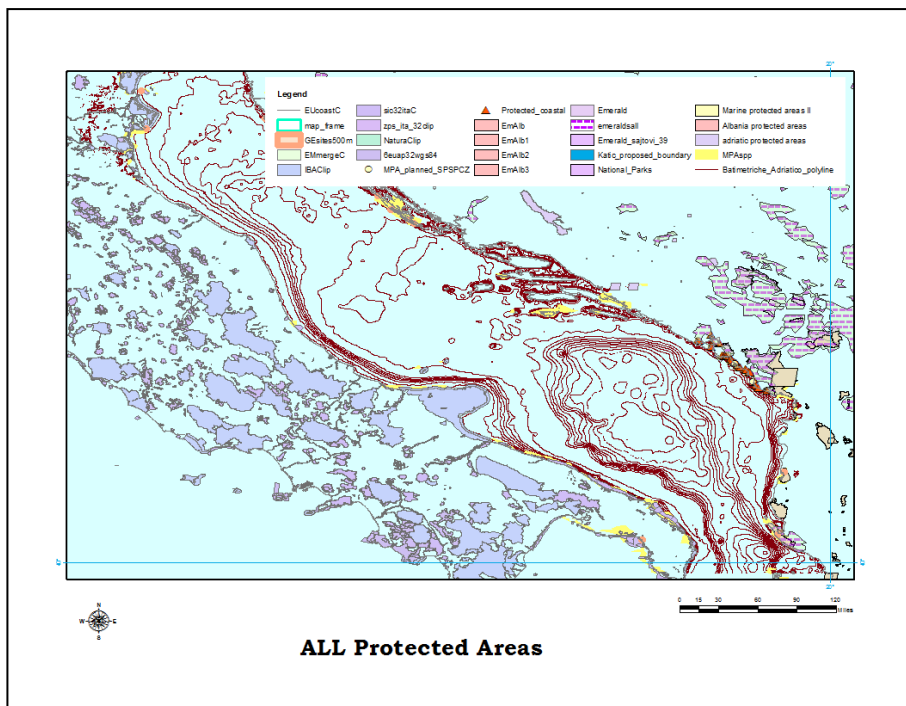 20°
Legend
EUcoastC
map_frame
GEsites500m
EMmergeC
IBAClip
sic32itaC
zps_ita_32clip
NaturaClip
6euap32wgs84
MPA_planned_SPSPCZ
Protected_coastal
EmAlb
EmAlb1
EmAlb2
EmAlb3
Emerald
emeraldsall
Emerald_sajtovi_39
Katic_proposed_boundary
National_Parks
Marine protected areas II
Albania protected areas
adriatic protected areas
MPAspp
Batimetriche_Adriatico_polyline
20°
N
W E
S
0 15 30 60 90 120
Miles
ALL Protected Areas